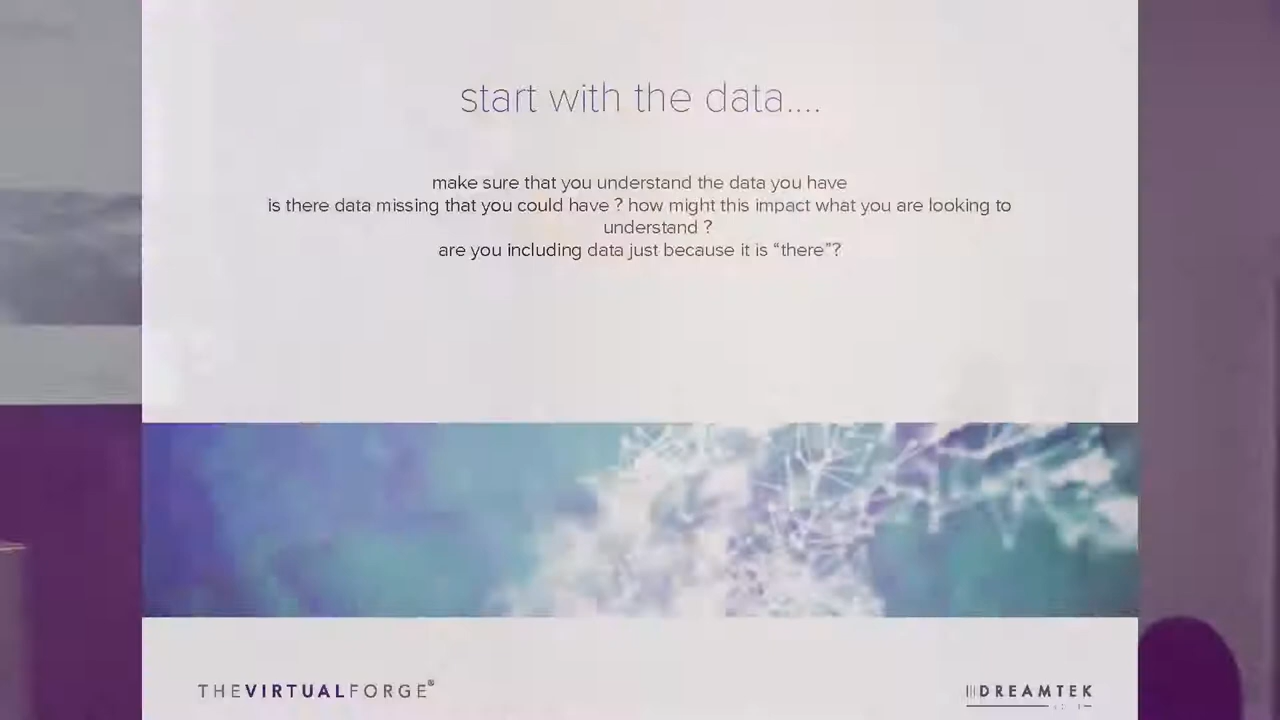 start with the data....
make sure that you understand the data you have
is there data missing that you could have ? how might this impact what you are looking to
understand ?
are you including data just because it is “there”?
THEVIRTUALFORGE®
DREAMTEK